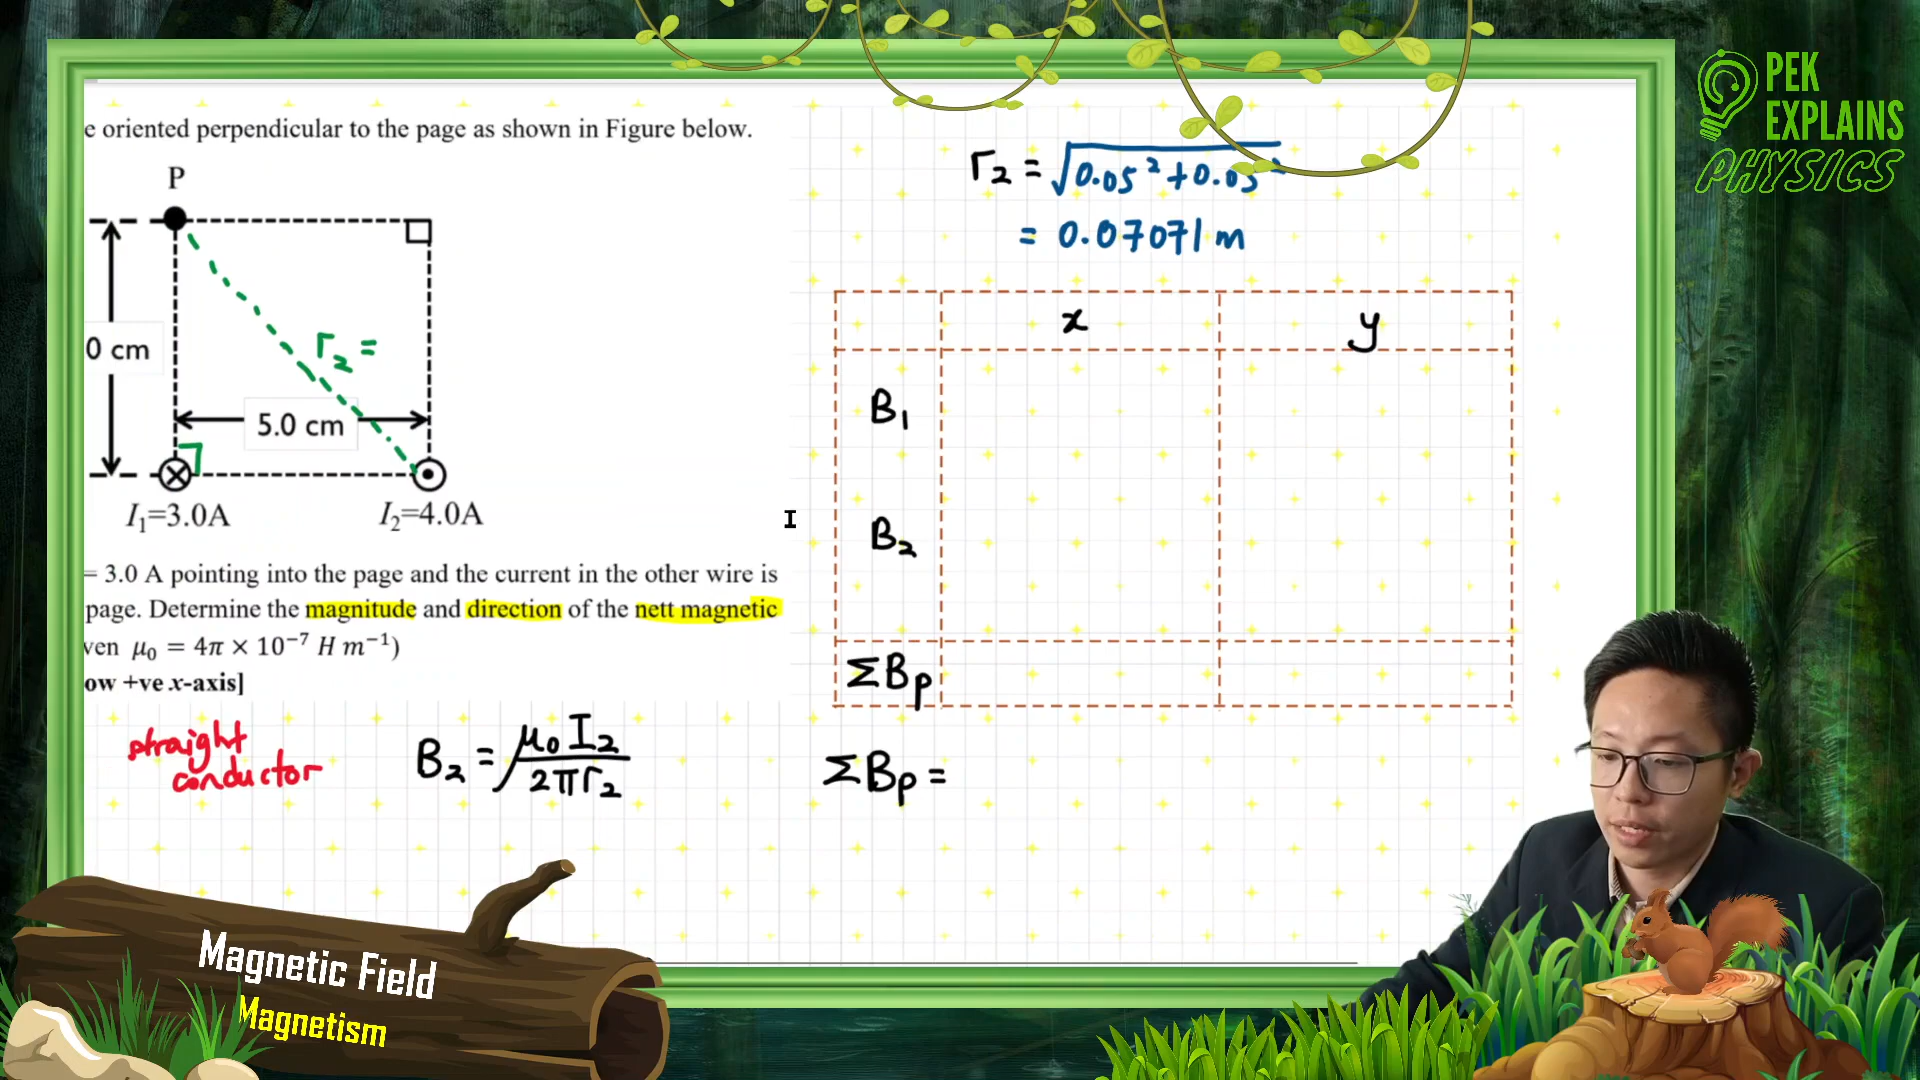 e oriented perpendicular to the page as shown in Figure below.
P
0 cm
r₂ =
5.0 cm
I₁=3.0A
I₂=4.0A
= 3.0 A pointing into the page and the current in the other wire is
page. Determine the magnitude and direction of the nett magnetic
ven μ₀ = 4π × 10⁻⁷ H m⁻¹)
ow +ve x-axis]
straight
conductor
B₂ = μ₀ I₂ / 2πr₂
r₂ = √0.05² + 0.05²
= 0.07071 m
x y
B₁
B₂
ΣBp
ΣBp =
PEK
EXPLAINS
PHYSICS
Magnetic Field
Magnetism